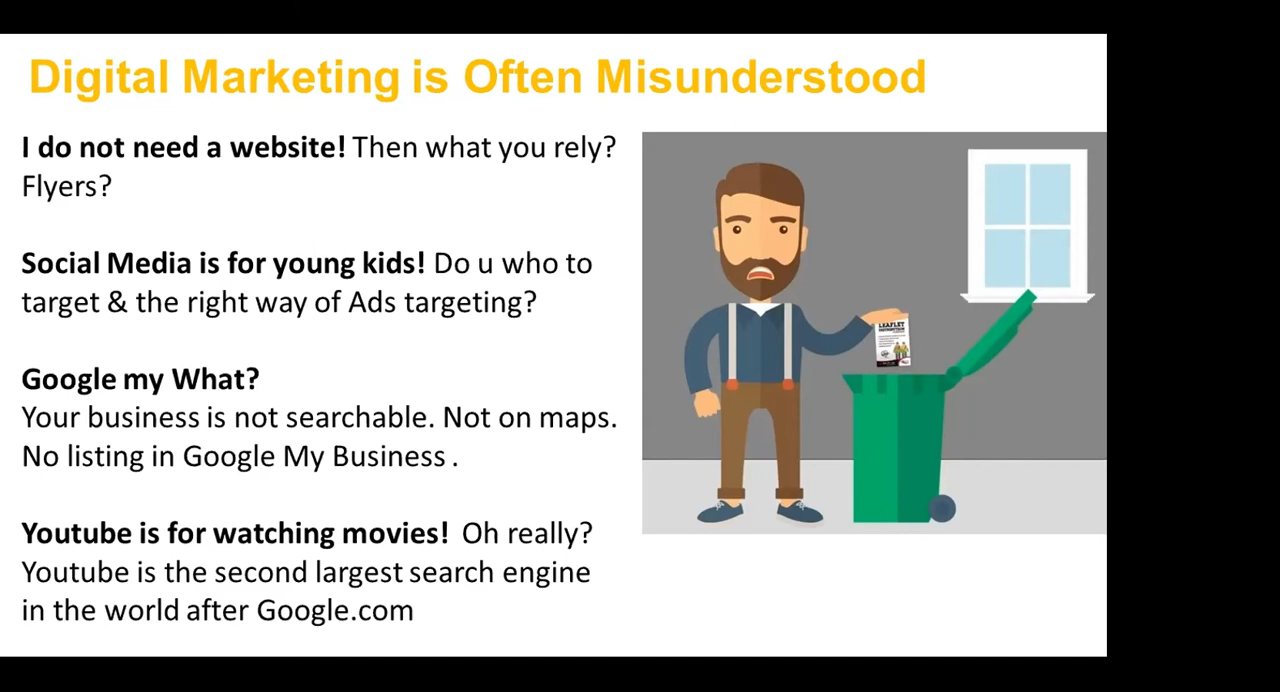 Digital Marketing is Often Misunderstood
I do not need a website! Then what you rely?
Flyers?
Social Media is for young kids! Do u who to
target & the right way of Ads targeting?
Google my What?
Your business is not searchable. Not on maps.
No listing in Google My Business .
Youtube is for watching movies! Oh really?
Youtube is the second largest search engine
in the world after Google.com
LEAFLET
DISTRIBUTION